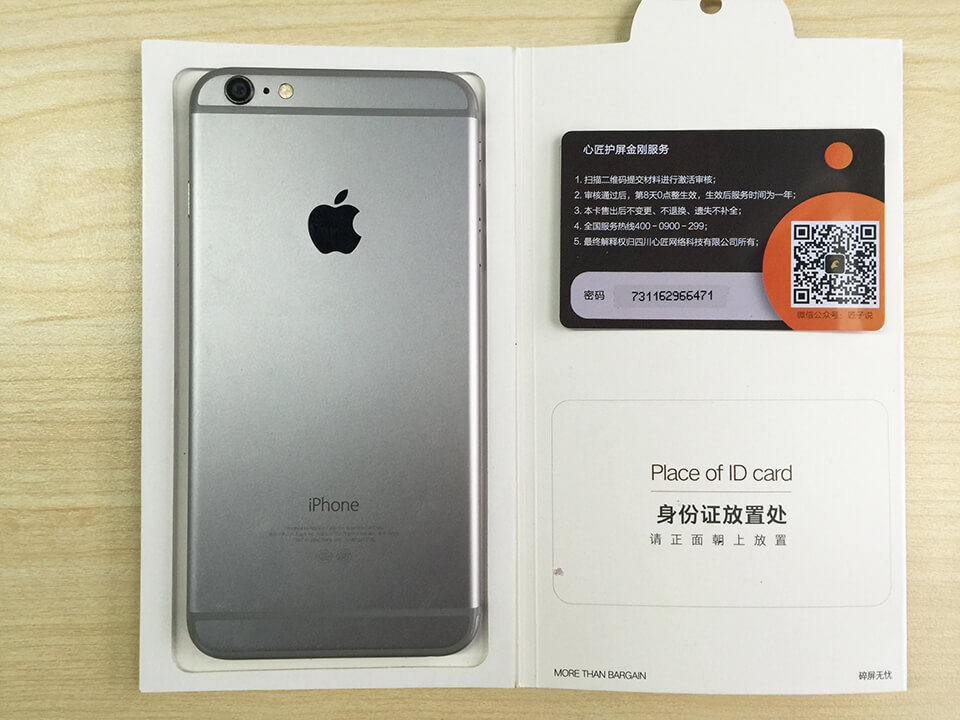 iPhone
心匠护屏金刚服务
1. 扫描二维码提交材料进行激活审核；
2. 审核通过后，第8天0点整生效，生效后服务时间为一年；
3. 本卡售出后不变更、不退换、遗失不补全；
4. 全国服务热线400-0900-299；
5. 最终解释权归四川心匠网络科技有限公司所有；
密码 731162966471
微信公众号：匠子说
Place of ID card
身份证放置处
请正面朝上放置
MORE THAN BARGAIN
碎屏无忧